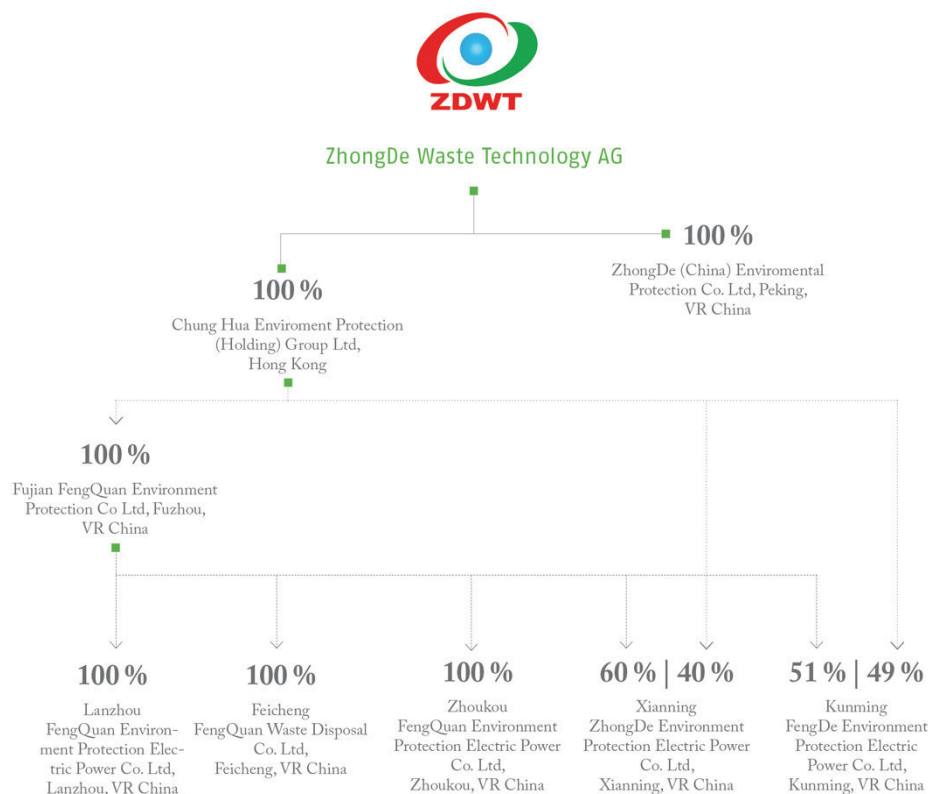 ZDWT
ZhongDe Waste Technology AG
100 %
ZhongDe (China) Enviromental
Protection Co. Ltd, Peking,
VR China
100 %
Chung Hua Enviroment Protection
(Holding) Group Ltd,
Hong Kong
100 %
Fujian FengQuan Environment
Protection Co Ltd, Fuzhou,
VR China
100 %
Lanzhou
FengQuan Environ-
ment Protection Elec-
tric Power Co. Ltd,
Lanzhou, VR China
100 %
Feicheng
FengQuan Waste Disposal
Co. Ltd,
Feicheng, VR China
100 %
Zhoukou
FengQuan Environment
Protection Electric Power
Co. Ltd,
Zhoukou, VR China
60 % | 40 %
Xianning
ZhongDe Environment
Protection Electric Power
Co. Ltd,
Xianning, VR China
51 % | 49 %
Kunming
FengDe Environment
Protection Electric
Power Co. Ltd,
Kunming, VR China